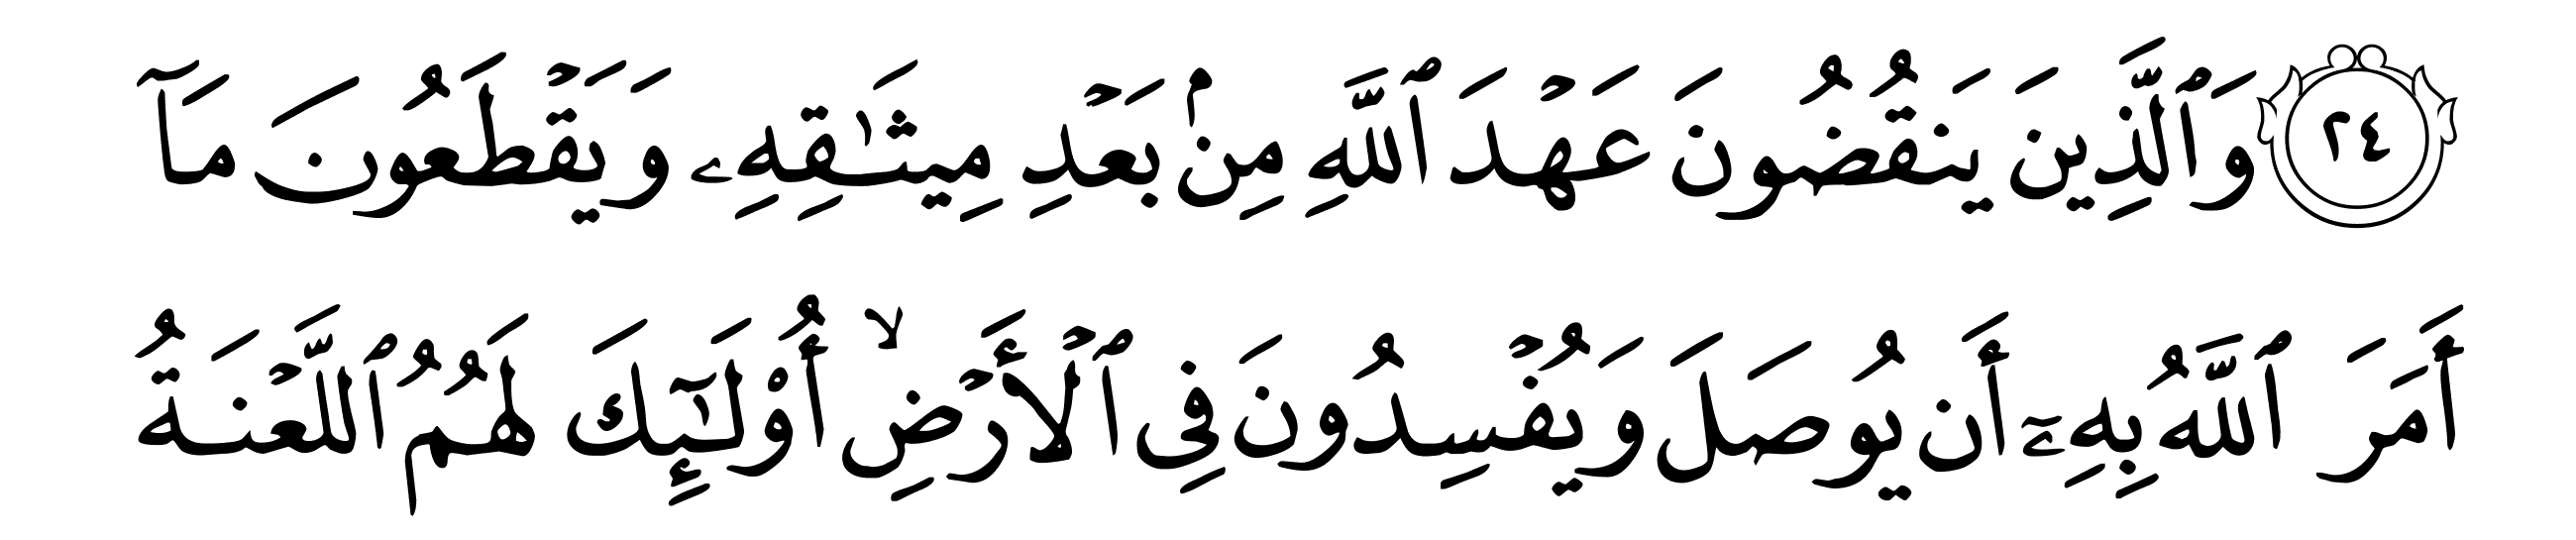 ٢٤ وَٱلَّذِينَ يَنقُضُونَ عَهۡدَ ٱللَّهِ مِنۢ بَعۡدِ مِيثَٰقِهِۦ وَيَقۡطَعُونَ مَآ
أَمَرَ ٱللَّهُ بِهِۦٓ أَن يُوصَلَ وَيُفۡسِدُونَ فِي ٱلۡأَرۡضِۙ أُوْلَٰٓئِكَ لَهُمُ ٱللَّعۡنَةُ